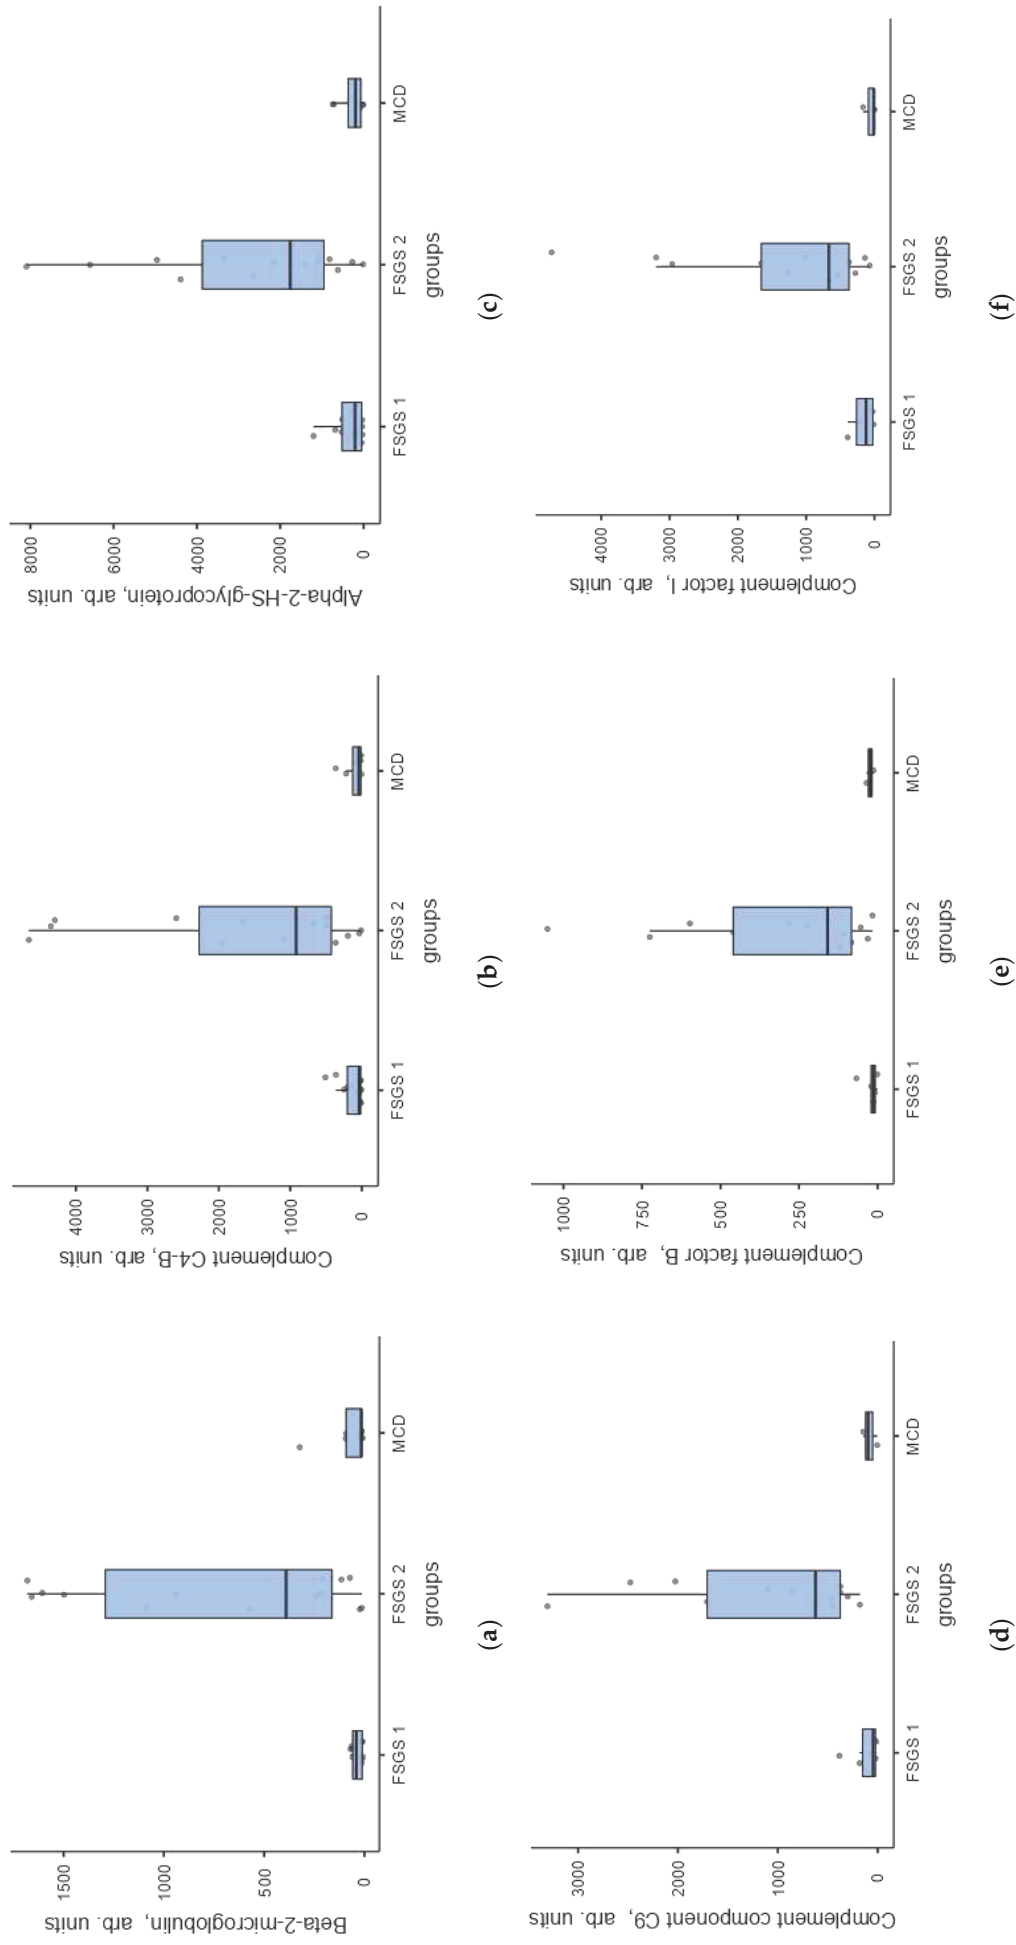 Beta-2-microglobulin, arb. units
1500
1000
500
0
FSGS 1
FSGS 2
MCD
groups
(a)
Complement C4-B, arb. units
4000
3000
2000
1000
0
FSGS 1
FSGS 2
MCD
groups
(b)
Alpha-2-HS-glycoprotein, arb. units
8000
6000
4000
2000
0
FSGS 1
FSGS 2
MCD
groups
(c)
Complement component C9, arb. units
3000
2000
1000
0
FSGS 1
FSGS 2
MCD
groups
(d)
Complement factor B, arb. units
1000
750
500
250
0
FSGS 1
FSGS 2
MCD
groups
(e)
Complement factor I, arb. units
4000
3000
2000
1000
0
FSGS 1
FSGS 2
MCD
groups
(f)